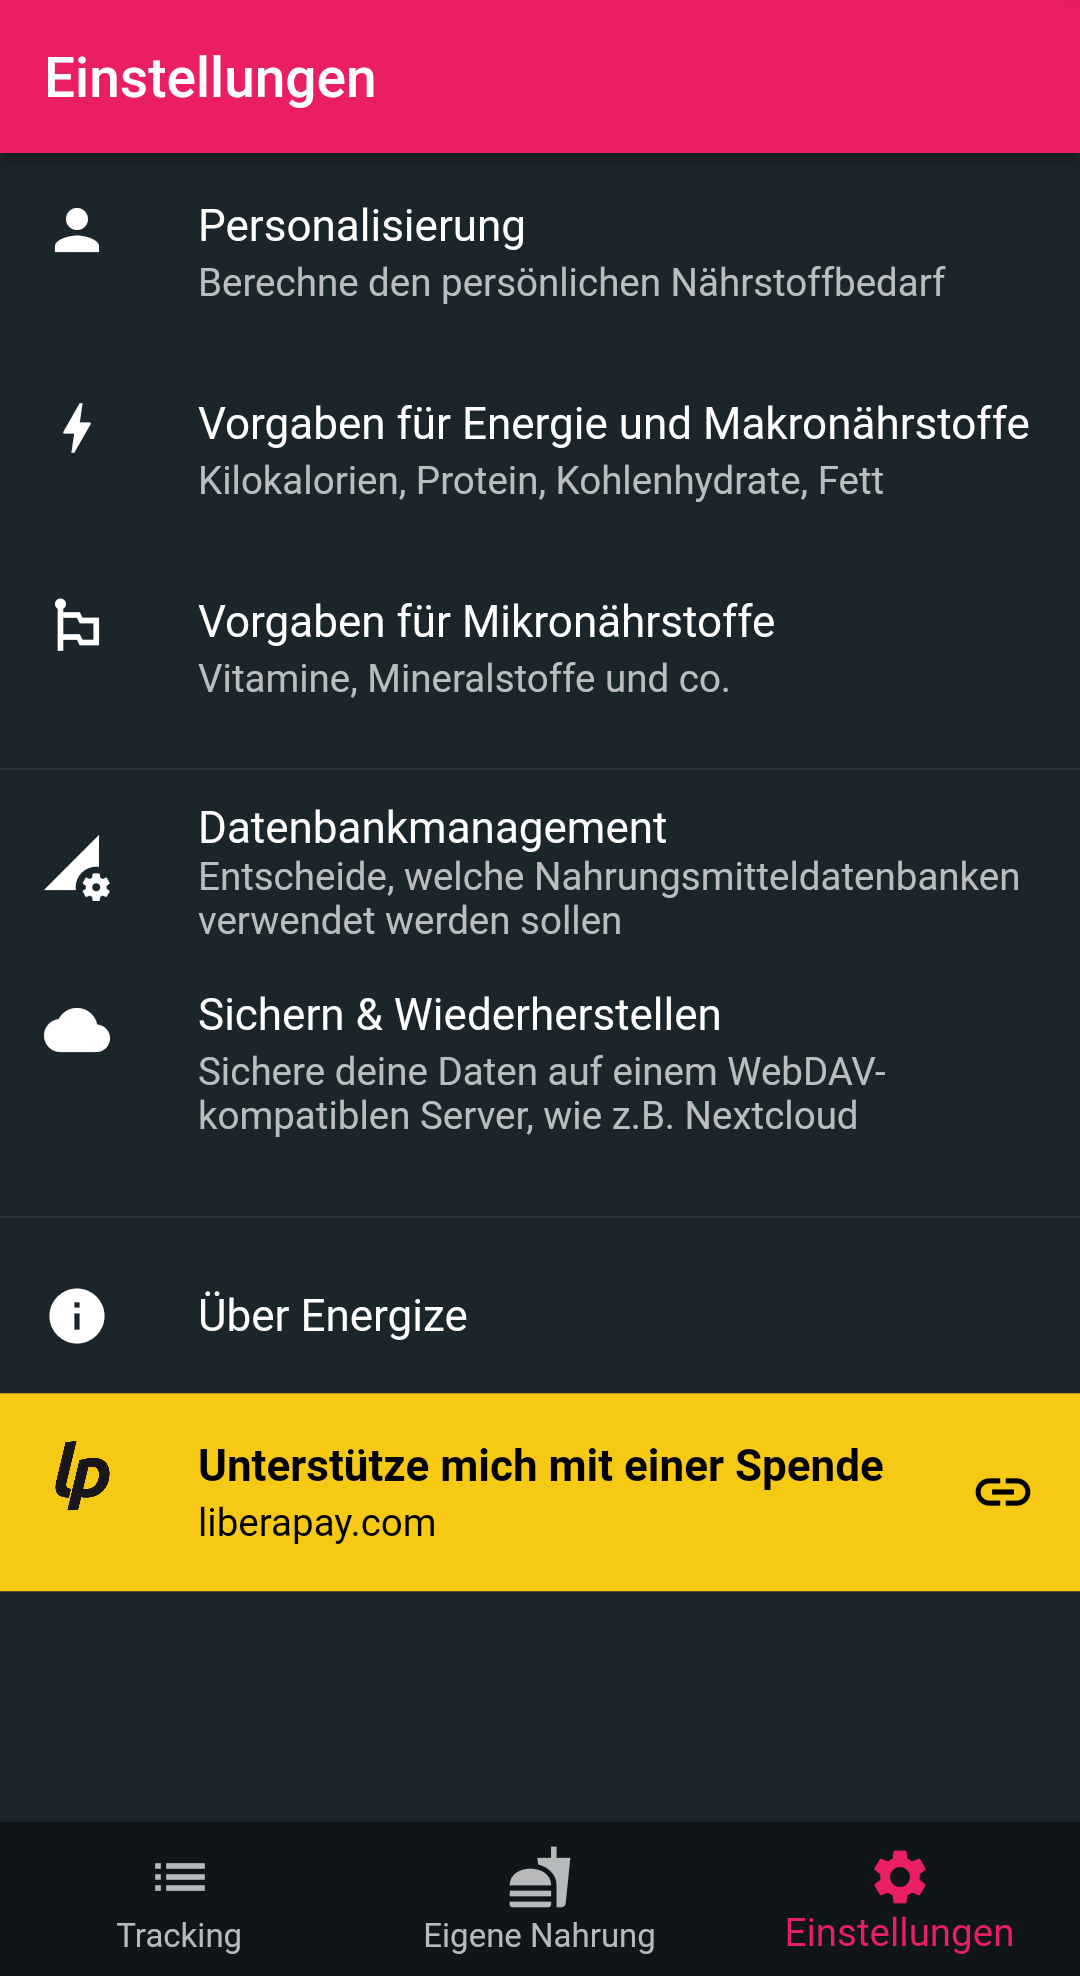 Einstellungen
Personalisierung
Berechne den persönlichen Nährstoffbedarf
Vorgaben für Energie und Makronährstoffe
Kilokalorien, Protein, Kohlenhydrate, Fett
Vorgaben für Mikronährstoffe
Vitamine, Mineralstoffe und co.
Datenbankmanagement
Entscheide, welche Nahrungsmitteldatenbanken
verwendet werden sollen
Sichern & Wiederherstellen
Sichere deine Daten auf einem WebDAV-
kompatiblen Server, wie z.B. Nextcloud
Über Energize
lp
Unterstütze mich mit einer Spende
liberapay.com
Tracking
Eigene Nahrung
Einstellungen